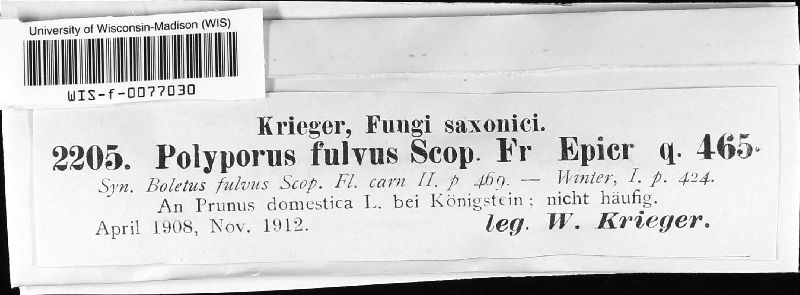 University of Wisconsin-Madison (WIS)
WIS-f-0077030
Krieger, Fungi saxonici.
2205. Polyporus fulvus Scop. Fr Epicr q. 465.
Syn. Boletus fulvus Scop. Fl. carn II. p 469. — Winter, I. p. 424.
An Prunus domestica L. bei Königstein; nicht häufig.
April 1908, Nov. 1912. leg. W. Krieger.